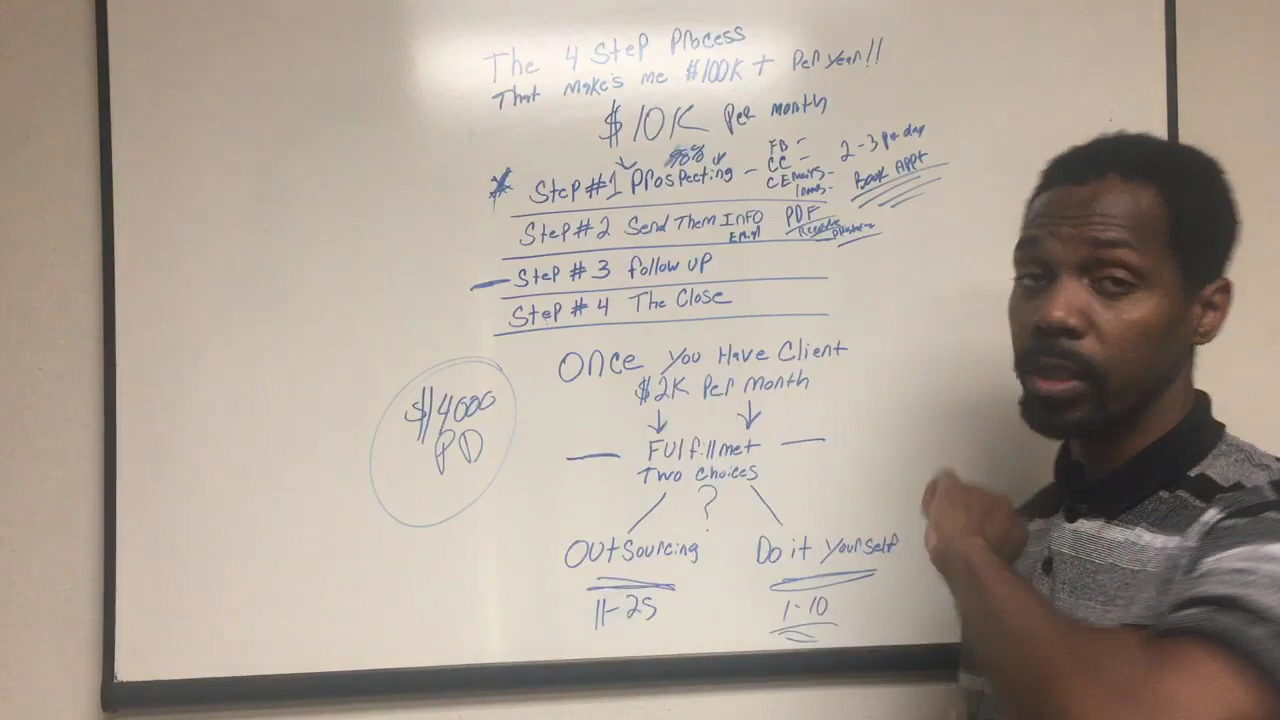 The 4 Step Process
That Make's me $100K + Per year!!
$10K Per month
98%
Step #1 Prospecting - FB - 2-3 per day
CC -
CEmails- Book Appt
Step #2 Send Them InFO PDF
Email
Step # 3 Follow up
Step # 4 The Close
Once You Have Client
$2K Per Month
$4000
PD
Fulfillmet
Two choices
?
Outsourcing Do it yourself
11-25 1-10